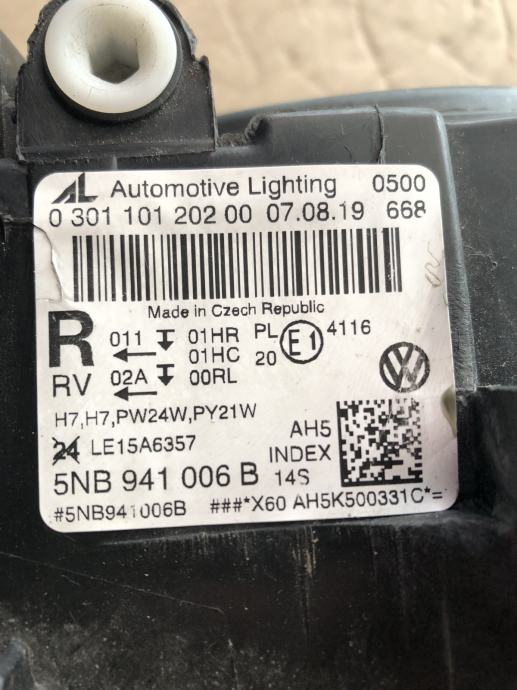 AL Automotive Lighting 0500
0 301 101 202 00 07.08.19 668
Made in Czech Republic
R 011 01HR PL E1 4116
01HC 20
RV 02A 00RL
VW
H7,H7,PW24W,PY21W
24 LE15A6357 AH5
INDEX
5NB 941 006 B 14S
#5NB941006B ###*X60 AH5K500331C*=